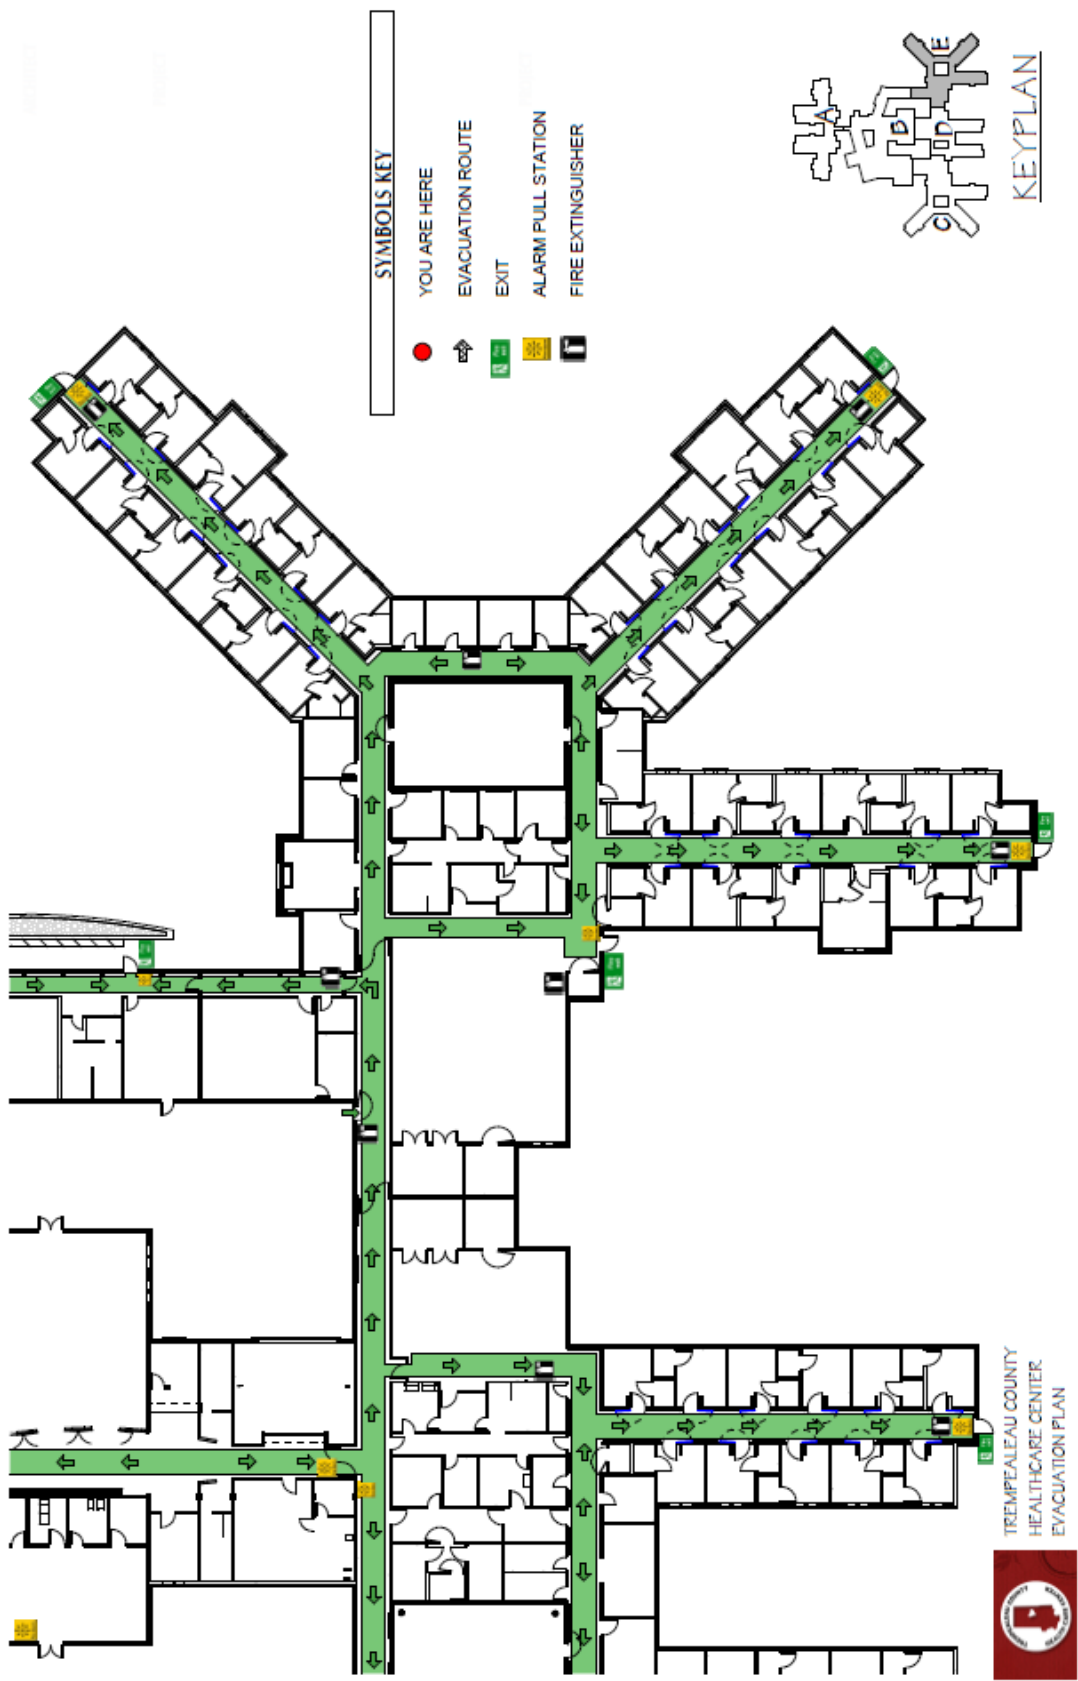 SYMBOLS KEY
YOU ARE HERE
EVACUATION ROUTE
EXIT
ALARM PULL STATION
FIRE EXTINGUISHER
A
B
C
D
E
KEYPLAN
TREMPEALEAU COUNTY
HEALTHCARE CENTER
EVACUATION PLAN